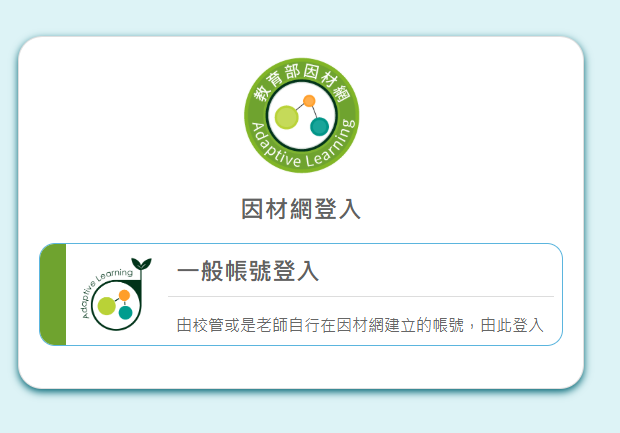 教育部因材網
Adaptive Learning
因材網登入
Adaptive Learning
一般帳號登入
由校管或是老師自行在因材網建立的帳號，由此登入